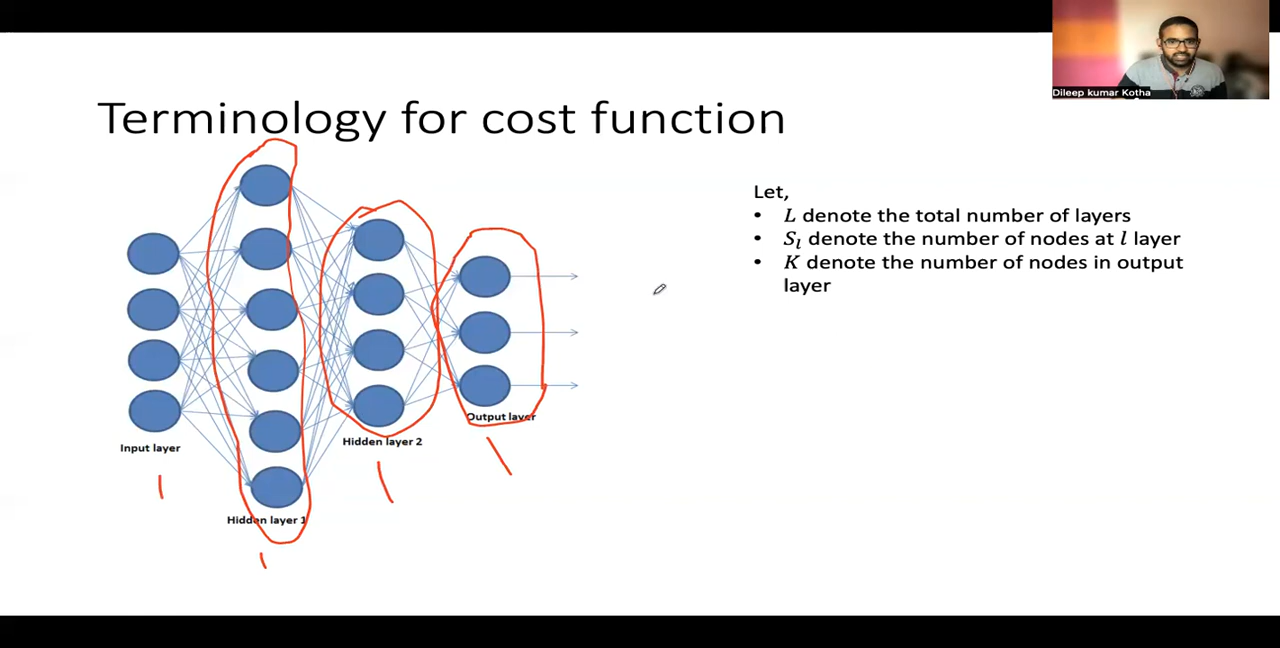 Dileep kumar Kotha
Terminology for cost function
Let,
• L denote the total number of layers
• Sₗ denote the number of nodes at l layer
• K denote the number of nodes in output
layer
Input layer
Hidden layer 1
Hidden layer 2
Output layer